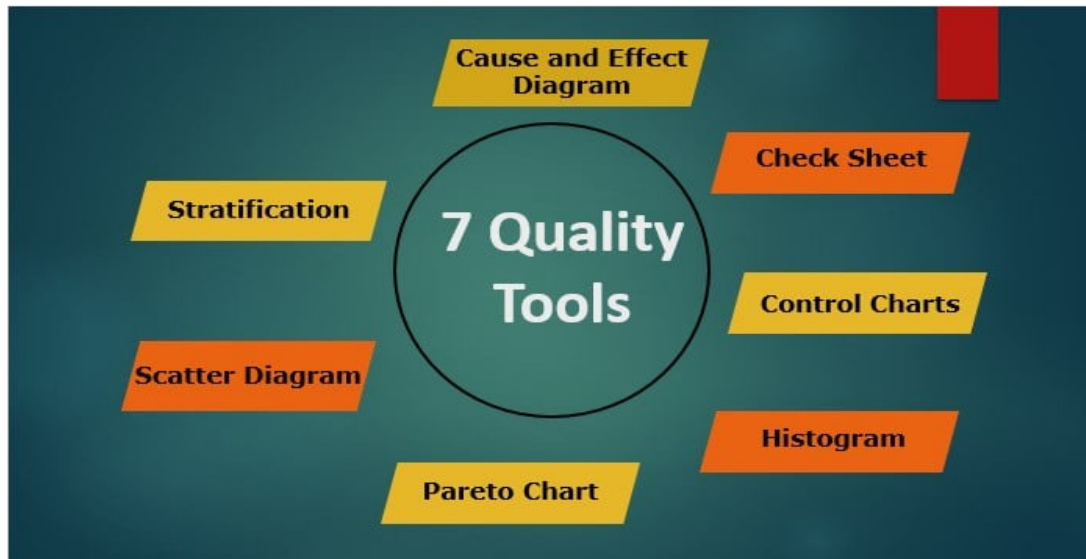 Cause and Effect
Diagram
Check Sheet
Stratification
7 Quality
Tools
Control Charts
Scatter Diagram
Histogram
Pareto Chart